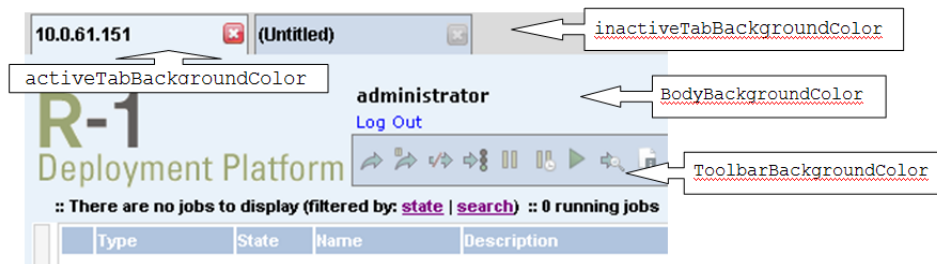 10.0.61.151 (Untitled) inactiveTabBackgroundColor
activeTabBackgroundColor
administrator BodyBackgroundColor
R-1
Log Out
Deployment Platform ToolbarBackgroundColor
:: There are no jobs to display (filtered by: state | search) :: 0 running jobs
Type State Name Description